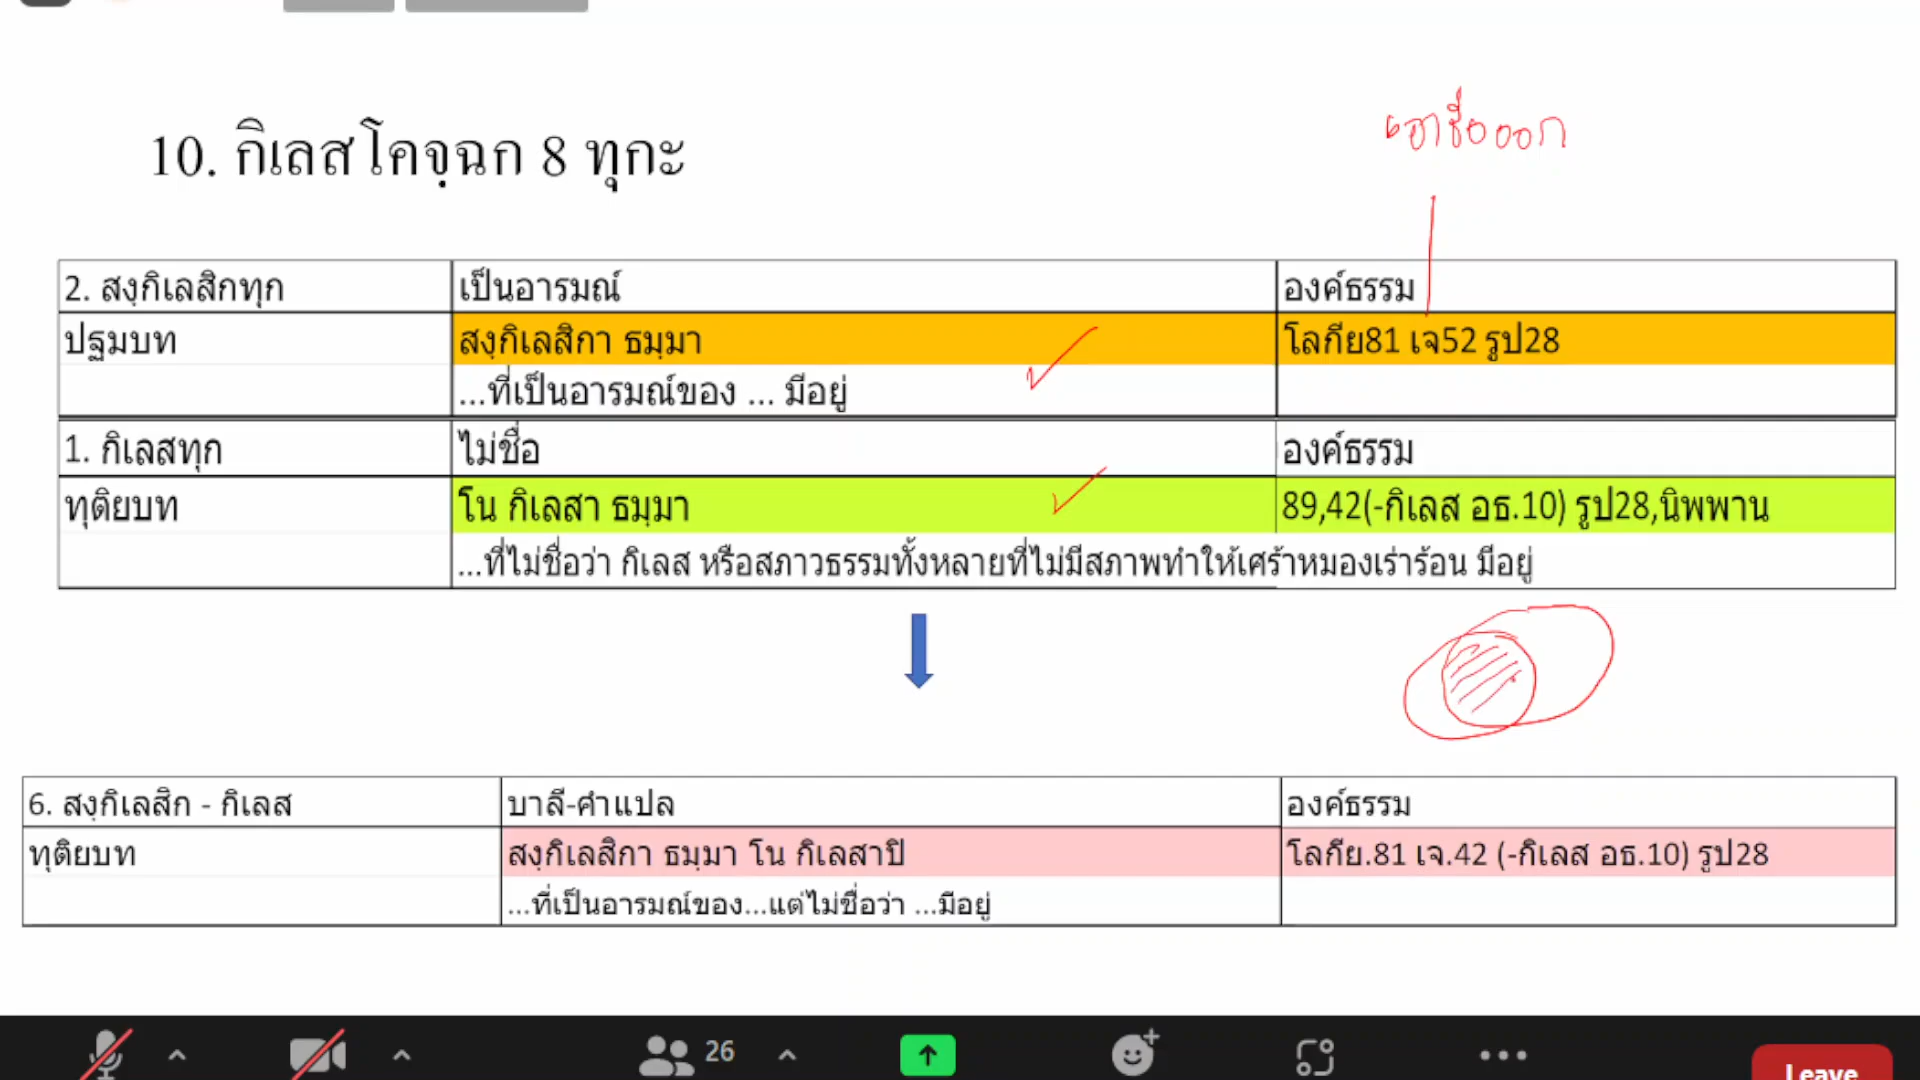 10. กิเลสโคจฺฉก 8 ทุกะ
เอาชื่อออก
2. สงฺกิเลสิกทุก เป็นอารมณ์ องค์ธรรม
ปฐมบท สงฺกิเลสิกา ธมฺมา โลกีย81 เจ52 รูป28
...ที่เป็นอารมณ์ของ ... มีอยู่
1. กิเลสทุก ไม่ชื่อ องค์ธรรม
ทุติยบท โน กิเลสา ธมฺมา 89,42(-กิเลส อธ.10) รูป28,นิพพาน
...ที่ไม่ชื่อว่า กิเลส หรือสภาวธรรมทั้งหลายที่ไม่มีสภาพทำให้เศร้าหมองเร่าร้อน มีอยู่
6. สงฺกิเลสิก - กิเลส บาลี-คำแปล องค์ธรรม
ทุติยบท สงฺกิเลสิกา ธมฺมา โน กิเลสาปิ โลกีย.81 เจ.42 (-กิเลส อธ.10) รูป28
...ที่เป็นอารมณ์ของ...แต่ไม่ชื่อว่า ...มีอยู่
26
Leave